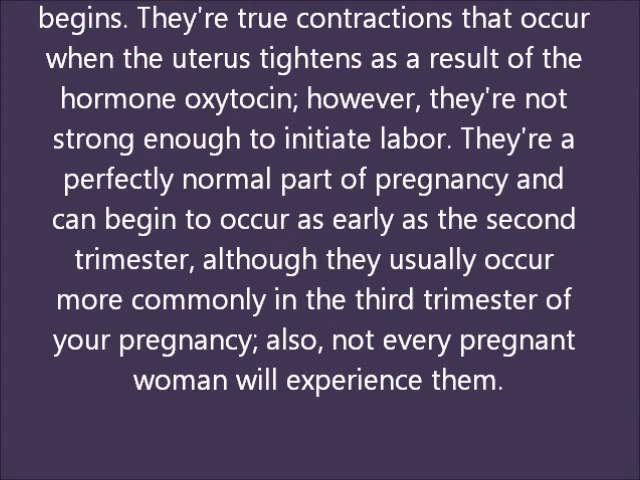 begins. They're true contractions that occur
when the uterus tightens as a result of the
hormone oxytocin; however, they're not
strong enough to initiate labor. They're a
perfectly normal part of pregnancy and
can begin to occur as early as the second
trimester, although they usually occur
more commonly in the third trimester of
your pregnancy; also, not every pregnant
woman will experience them.